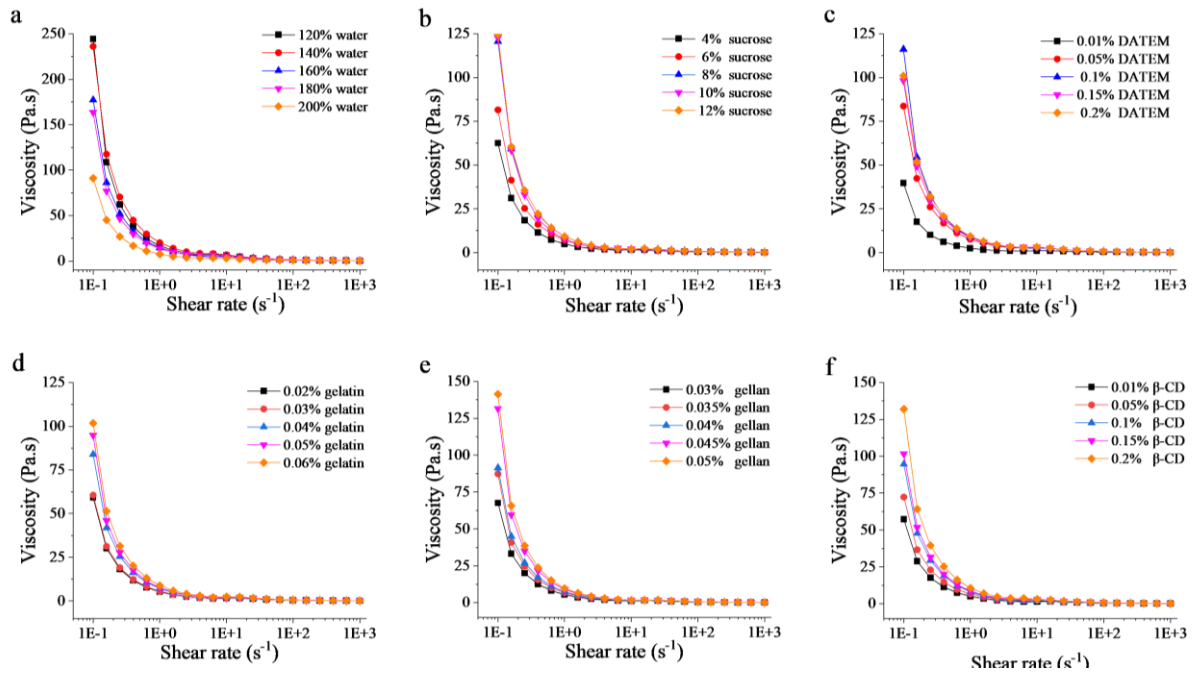 a
250
200
150
100
50
0
Viscosity (Pa.s)
120% water
140% water
160% water
180% water
200% water
1E-1 1E+0 1E+1 1E+2 1E+3
Shear rate (s⁻¹)
b
125
100
75
50
25
0
Viscosity (Pa.s)
4% sucrose
6% sucrose
8% sucrose
10% sucrose
12% sucrose
1E-1 1E+0 1E+1 1E+2 1E+3
Shear rate (s⁻¹)
c
125
100
75
50
25
0
Viscosity (Pa.s)
0.01% DATEM
0.05% DATEM
0.1% DATEM
0.15% DATEM
0.2% DATEM
1E-1 1E+0 1E+1 1E+2 1E+3
Shear rate (s⁻¹)
d
125
100
75
50
25
0
Viscosity (Pa.s)
0.02% gelatin
0.03% gelatin
0.04% gelatin
0.05% gelatin
0.06% gelatin
1E-1 1E+0 1E+1 1E+2 1E+3
Shear rate (s⁻¹)
e
150
125
100
75
50
25
0
Viscosity (Pa.s)
0.03% gellan
0.035% gellan
0.04% gellan
0.045% gellan
0.05% gellan
1E-1 1E+0 1E+1 1E+2 1E+3
Shear rate (s⁻¹)
f
150
125
100
75
50
25
0
Viscosity (Pa.s)
0.01% β-CD
0.05% β-CD
0.1% β-CD
0.15% β-CD
0.2% β-CD
1E-1 1E+0 1E+1 1E+2 1E+3
Shear rate (s⁻¹)